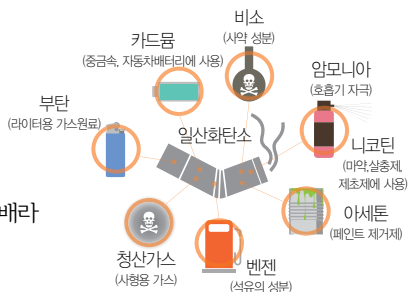 비소
(사약 성분)
카드뮴
(중금속, 자동차배터리에 사용)
암모니아
(호흡기 자극)
부탄
(라이터용 가스원료)
일산화탄소
니코틴
(마약,살충제,
제초제에 사용)
배라
아세톤
(페인트 제거제)
청산가스
(사형용 가스)
벤젠
(석유의 성분)